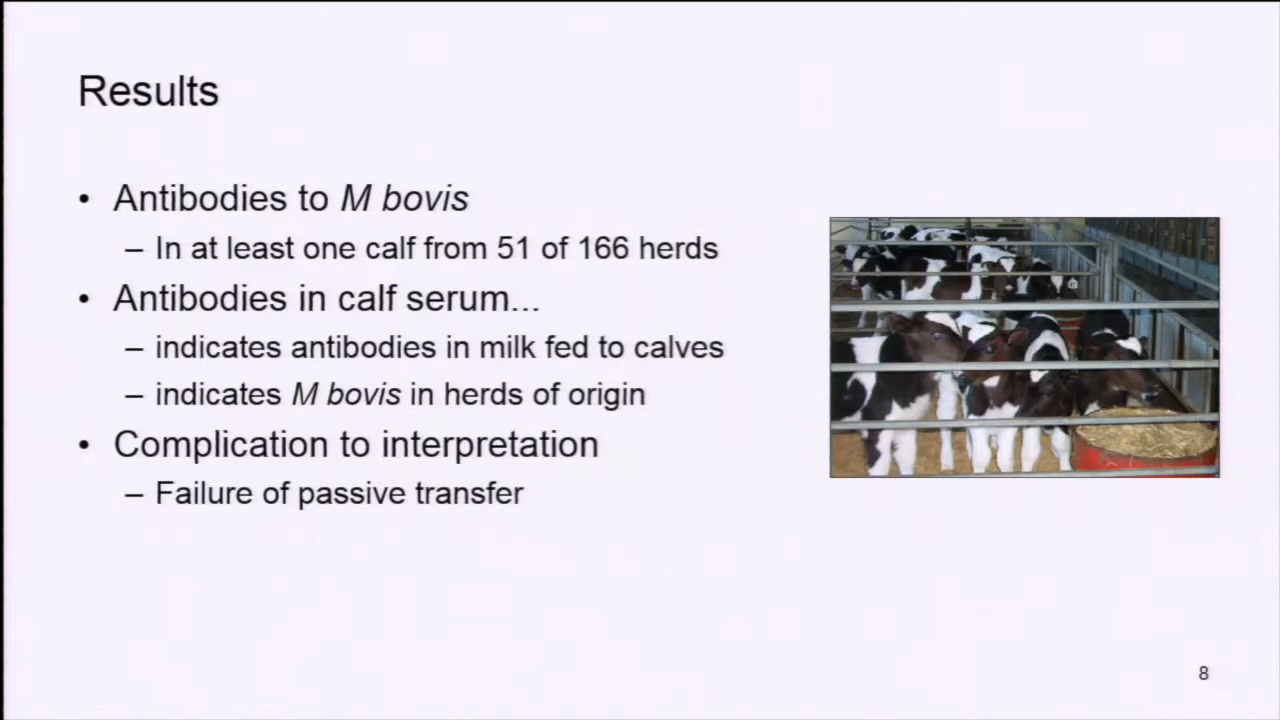 Results
• Antibodies to M bovis
– In at least one calf from 51 of 166 herds
• Antibodies in calf serum...
– indicates antibodies in milk fed to calves
– indicates M bovis in herds of origin
• Complication to interpretation
– Failure of passive transfer
8